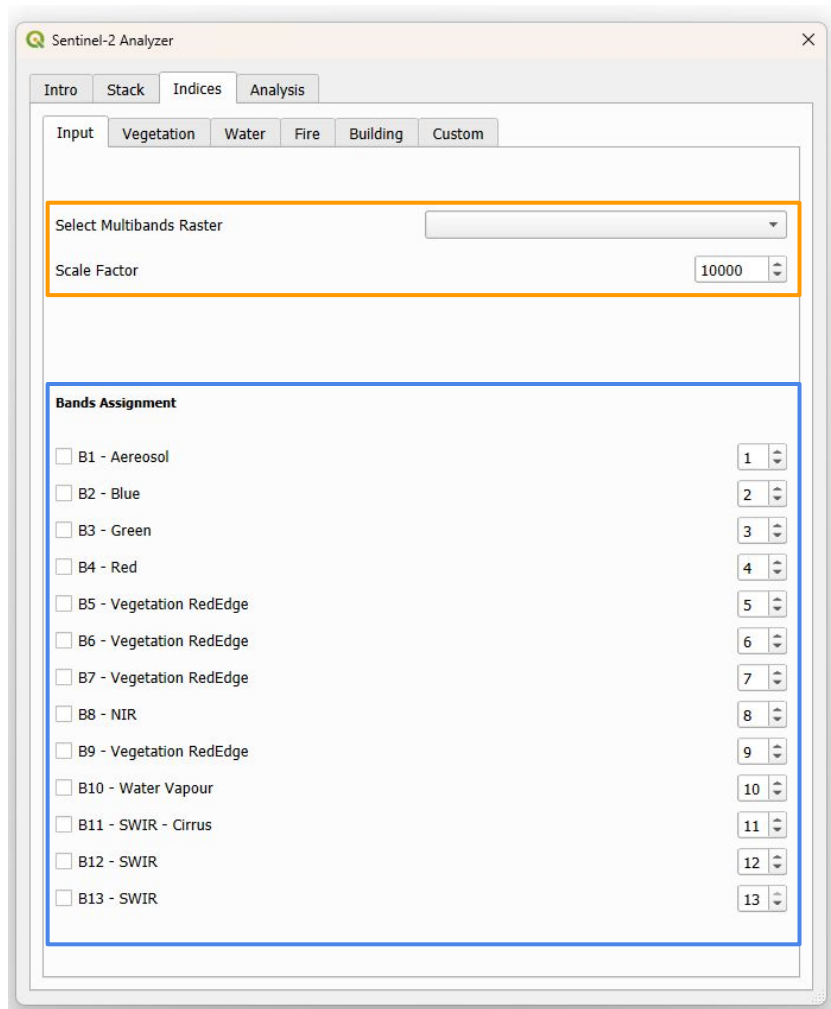 Sentinel-2 Analyzer
Intro Stack Indices Analysis
Input Vegetation Water Fire Building Custom
Select Multibands Raster
Scale Factor 10000
Bands Assignment
B1 - Aereosol 1
B2 - Blue 2
B3 - Green 3
B4 - Red 4
B5 - Vegetation RedEdge 5
B6 - Vegetation RedEdge 6
B7 - Vegetation RedEdge 7
B8 - NIR 8
B9 - Vegetation RedEdge 9
B10 - Water Vapour 10
B11 - SWIR - Cirrus 11
B12 - SWIR 12
B13 - SWIR 13